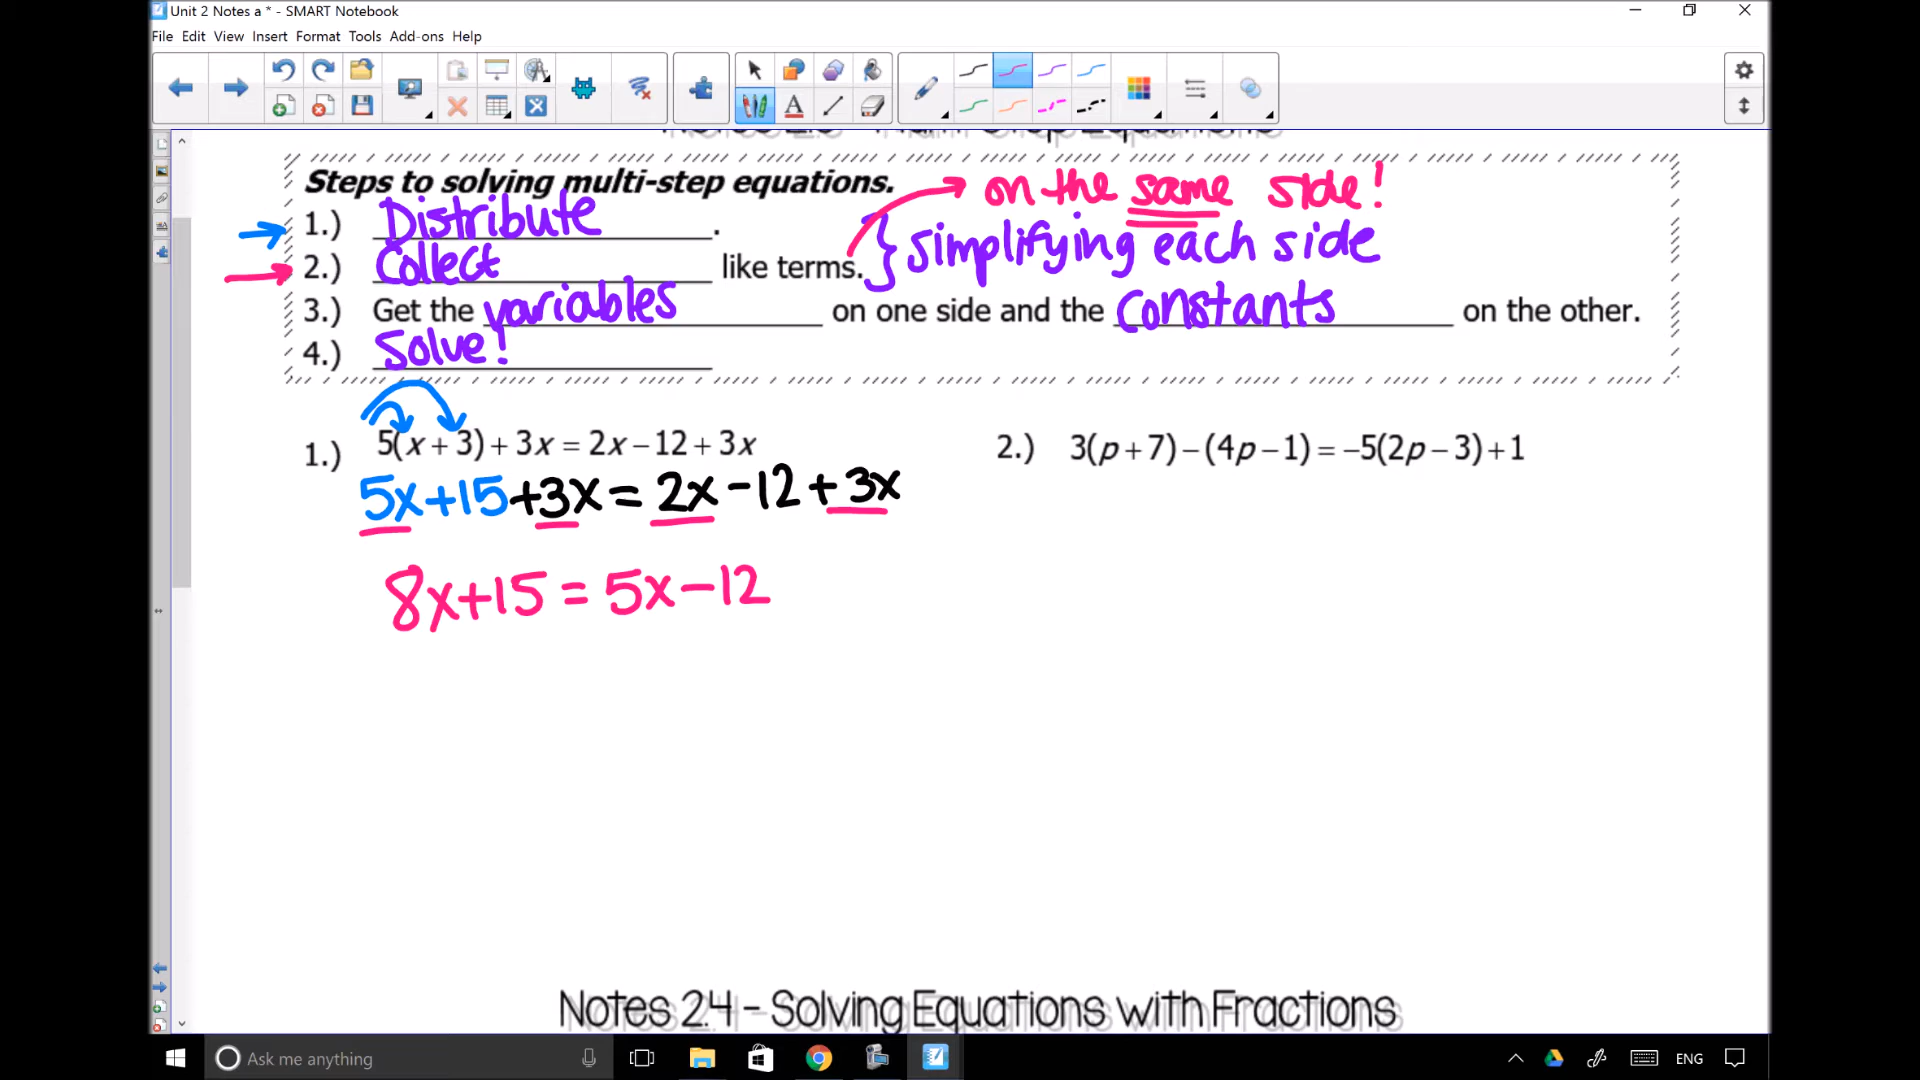 Unit 2 Notes a * - SMART Notebook
File Edit View Insert Format Tools Add-ons Help
Steps to solving multi-step equations.
on the same side!
1.) Distribute.
simplifying each side
2.) Collect like terms.
3.) Get the variables on one side and the constants on the other.
4.) Solve!
1.) 5(x+3)+3x=2x−12+3x
5x+15+3x=2x-12+3x
8x+15=5x-12
2.) 3(p+7)−(4p−1)=−5(2p−3)+1
Notes 2.4 - Solving Equations with Fractions
Ask me anything
ENG